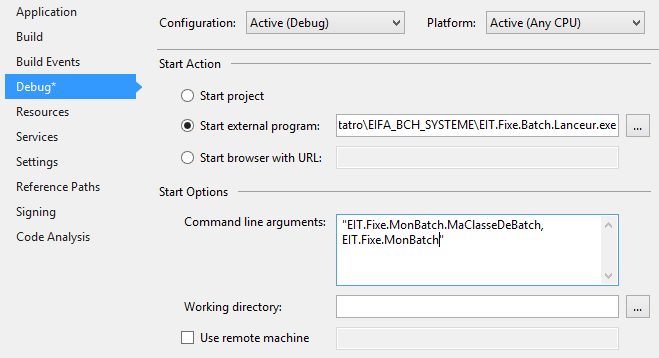 Application
Build
Build Events
Debug*
Resources
Services
Settings
Reference Paths
Signing
Code Analysis
Configuration: Active (Debug) Platform: Active (Any CPU)
Start Action
Start project
Start external program: tatro\EIFA_BCH_SYSTEME\EIT.Fixe.Batch.Lanceur.exe ...
Start browser with URL:
Start Options
Command line arguments: "EIT.Fixe.MonBatch.MaClasseDeBatch,
EIT.Fixe.MonBatch"
Working directory: ...
Use remote machine